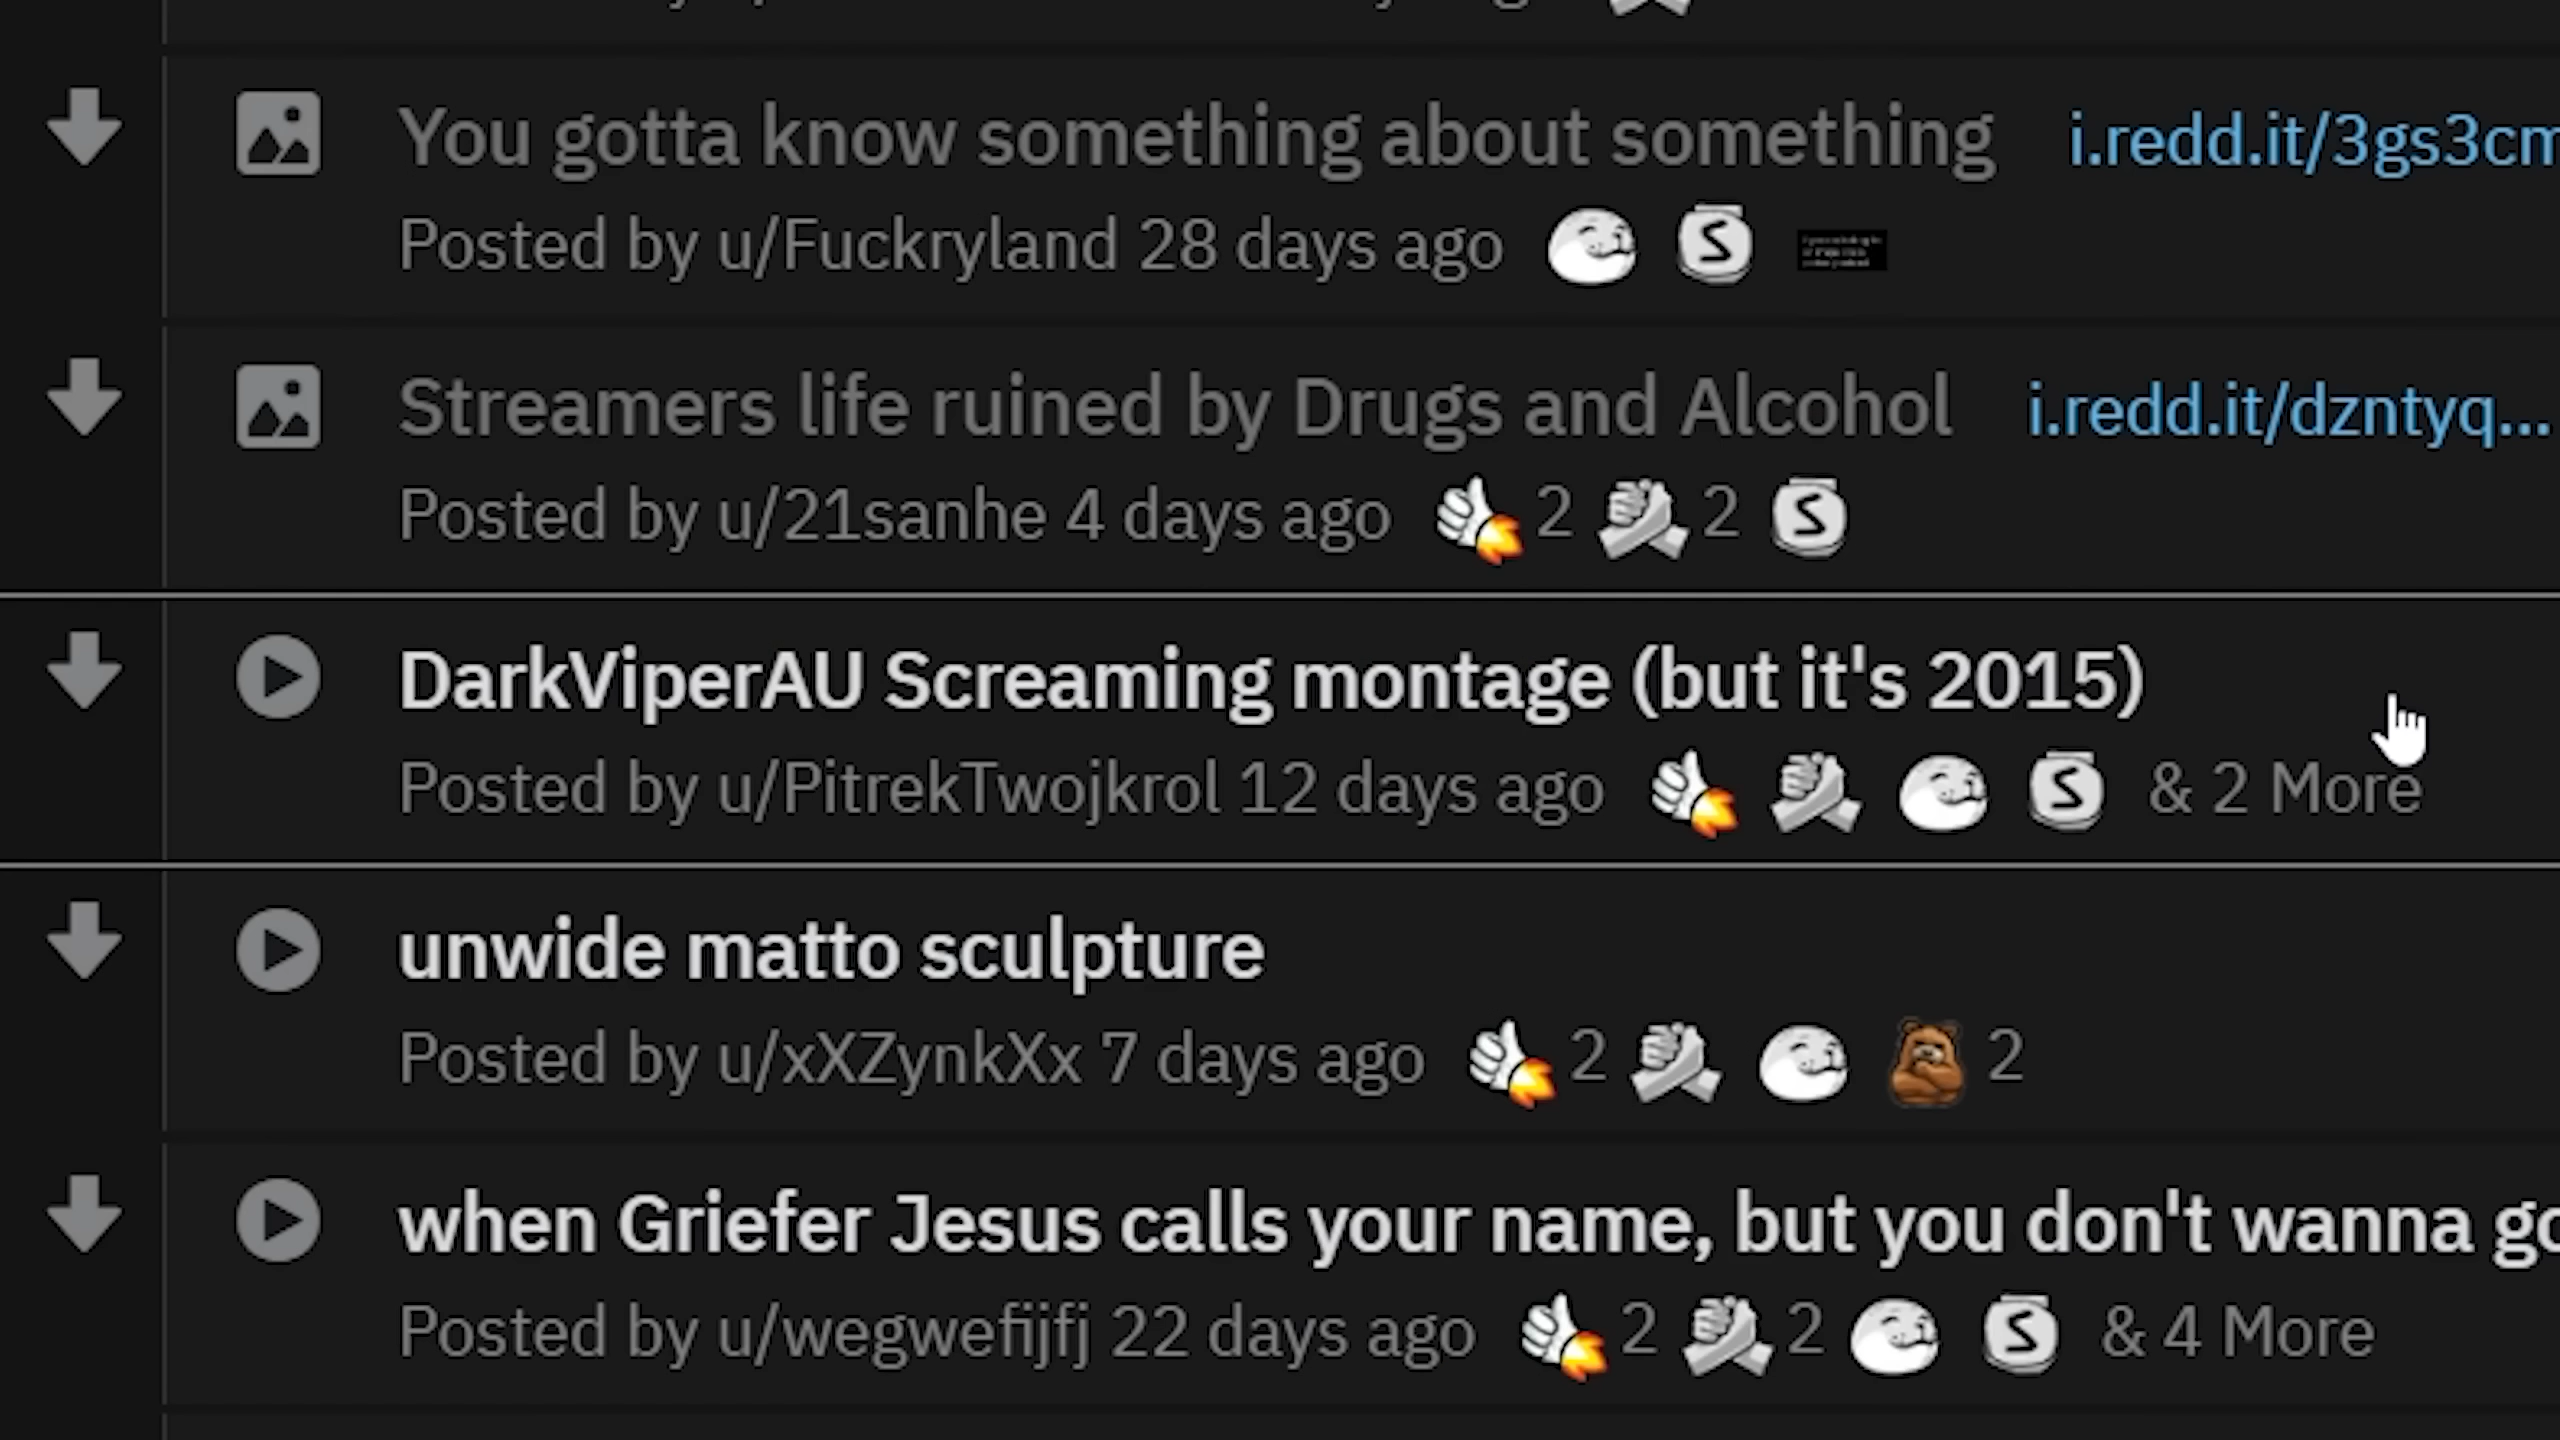 You gotta know something about something i.redd.it/3gs3cm
Posted by u/Fuckryland 28 days ago
Streamers life ruined by Drugs and Alcohol i.redd.it/dzntyq...
Posted by u/21sanhe 4 days ago 2 2
DarkViperAU Screaming montage (but it's 2015)
Posted by u/PitrekTwojkrol 12 days ago & 2 More
unwide matto sculpture
Posted by u/xXZynkXx 7 days ago 2 2
when Griefer Jesus calls your name, but you don't wanna go
Posted by u/wegwefijfj 22 days ago 2 2 & 4 More